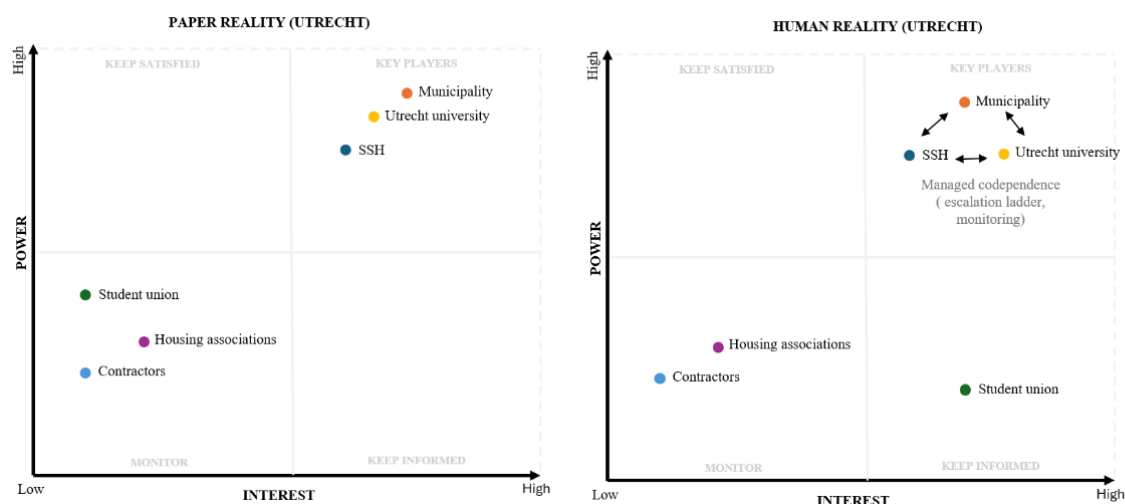 PAPER REALITY (UTRECHT)
High
KEEP SATISFIED
KEY PLAYERS
Municipality
Utrecht university
SSH
POWER
Student union
Housing associations
Contractors
MONITOR
KEEP INFORMED
Low
INTEREST
High
HUMAN REALITY (UTRECHT)
High
KEEP SATISFIED
KEY PLAYERS
Municipality
SSH
Utrecht university
Managed codependence
( escalation ladder,
monitoring)
POWER
Housing associations
Contractors
Student union
MONITOR
KEEP INFORMED
Low
INTEREST
High